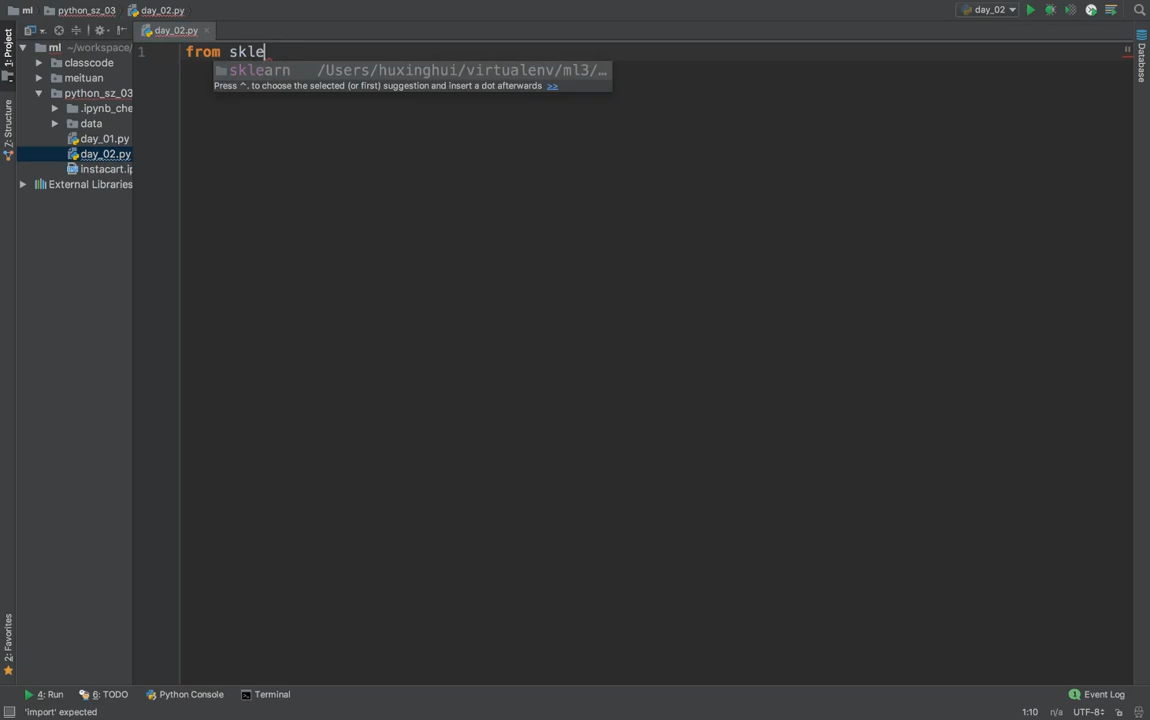 ml python_sz_03 day_02.py day_02
1: Project
day_02.py
ml ~/workspace/
1 from skle
classcode
sklearn /Users/huxinghui/virtualenv/ml3/…
meituan
Press ^. to choose the selected (or first) suggestion and insert a dot afterwards >>
python_sz_03
.ipynb_che
data
day_01.py
day_02.py
instacart.ip
External Libraries
Z: Structure
Database
2: Favorites
4: Run 6: TODO Python Console Terminal 1 Event Log
'import' expected 1:10 n/a UTF-8